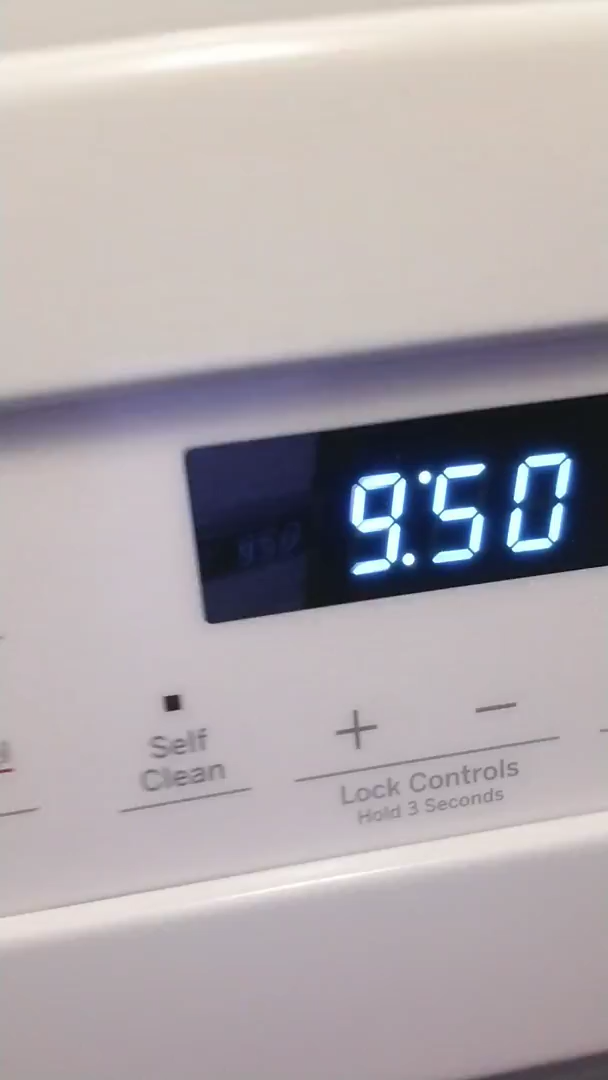 9:50
Self
Clean
+ −
Lock Controls
Hold 3 Seconds